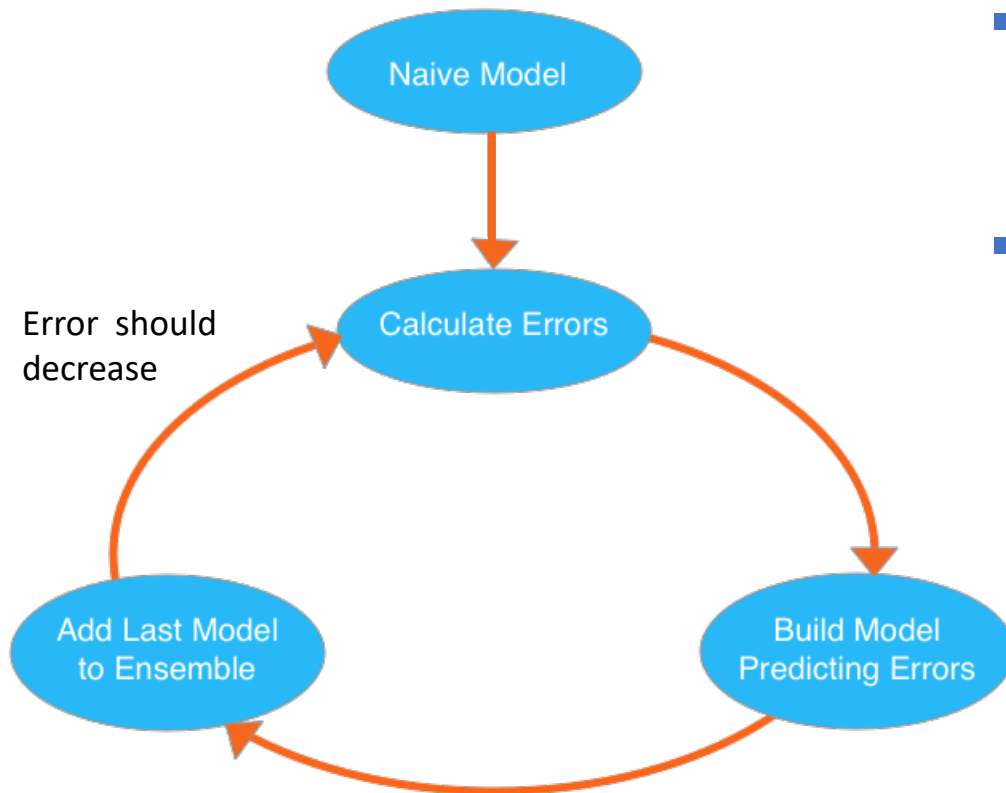 Naive Model
Calculate Errors
Error should
decrease
Add Last Model
to Ensemble
Build Model
Predicting Errors